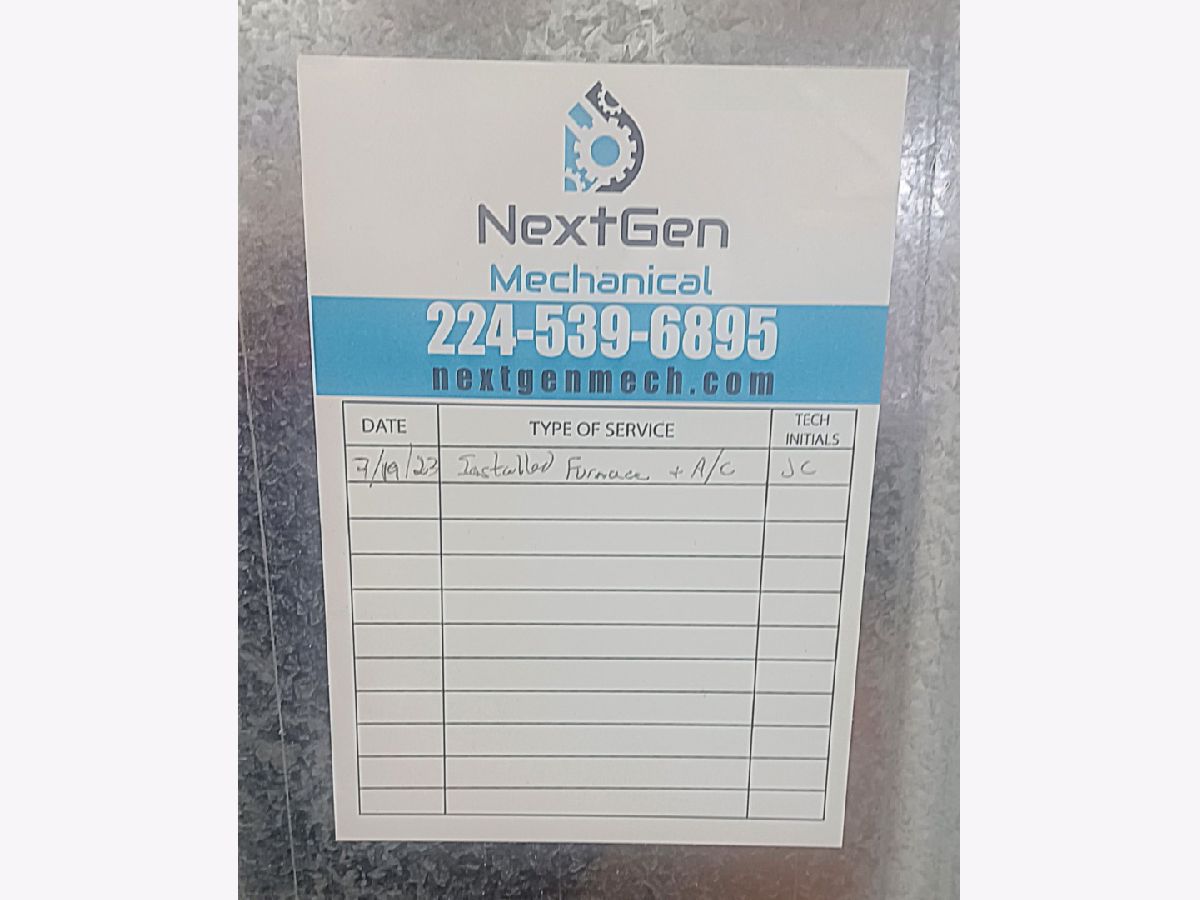 NextGen
Mechanical
224-539-6895
nextgenmech.com
DATE TYPE OF SERVICE TECH INITIALS
7/19/23 Installed Furnace + A/C JC